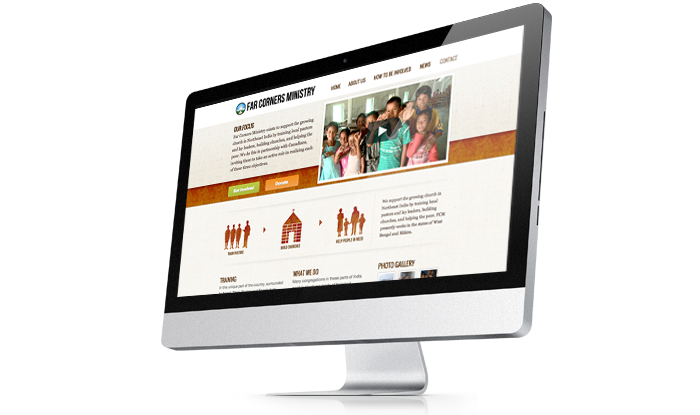 FAR CORNERS MINISTRY
HOME ABOUT US HOW TO BE INVOLVED NEWS CONTACT
OUR FOCUS
Far Corners Ministry exists to support the growing
church in Northeast India by training local pastors
and lay leaders, building churches, and helping the
poor. We do this in partnership with Canadians,
inviting them to take an active role in realizing each
of these three objectives.
Get Involved Donate
TRAIN PASTORS
BUILD CHURCHES
HELP PEOPLE IN NEED
We support the growing church in
Northeast India by training local
pastors and lay leaders, building
churches, and helping the poor. FCM
presently works in the states of West
Bengal and Sikkim.
TRAINING
In this unique part of the country, surrounded
WHAT WE DO
Many congregations in these parts of India
PHOTO GALLERY